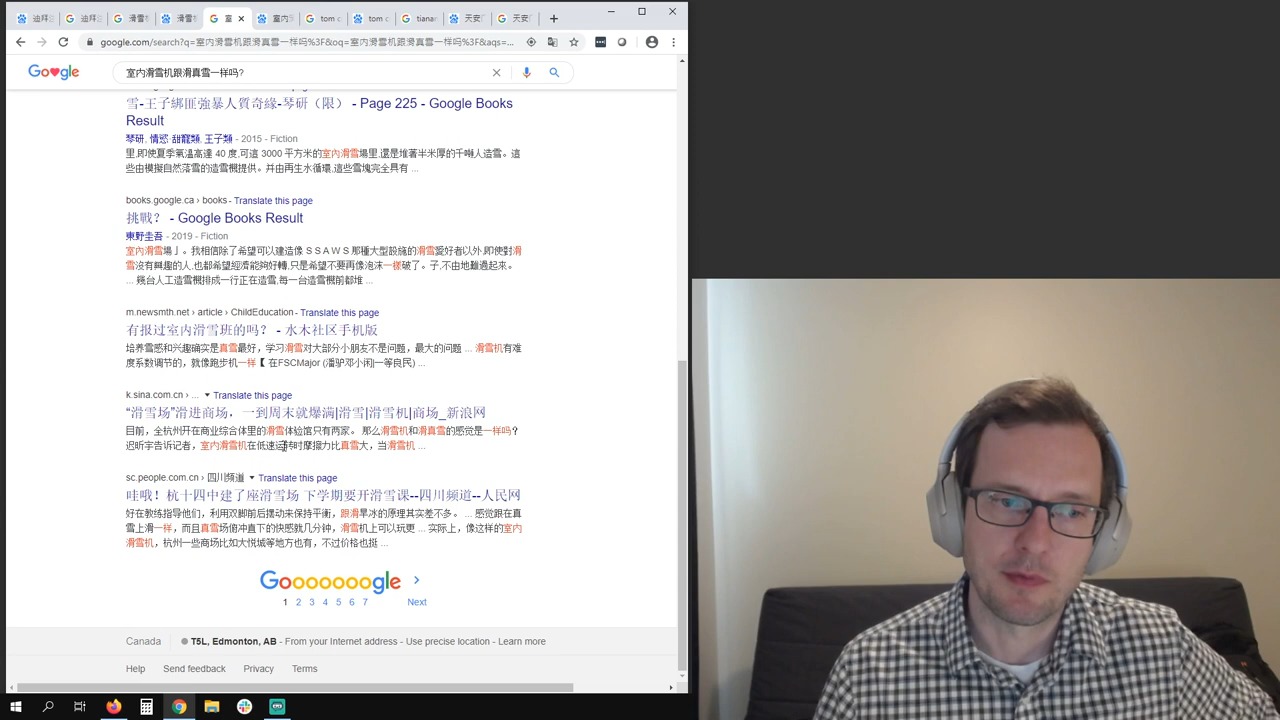 迪拜
迪拜
滑雪
滑雪
室
室内
tom c
tom c
tianar
天安
天安
google.com/search?q=室内滑雪机跟滑真雪一样吗%3F&oq=室内滑雪机跟滑真雪一样吗%3F&aqs=...
室内滑雪机跟滑真雪一样吗?
雪-王子綁匪強暴人質奇緣-琴研（限） - Page 225 - Google Books
Result
琴研, 情慾·甜寵類, 王子類 - 2015 - Fiction
里,即使夏季氣溫高達 40 度,可這 3000 平方米的室內滑雪場里,還是堆著半米厚的千噸人造雪。這
些由模擬自然落雪的造雪機提供。并由再生水循環,這些雪塊完全具有 ...
books.google.ca › books - Translate this page
挑戰？ - Google Books Result
東野圭吾 - 2019 - Fiction
室內滑雪場」。我相信除了希望可以建造像 S S A W S 那種大型設施的滑雪愛好者以外,即使對滑
雪沒有興趣的人,也都希望經濟能夠好轉,只是希望不要再像泡沫一樣破了。子,不由地難過起來。
... 幾台人工造雪機排成一行正在造雪,每一台造雪機前都堆 ...
m.newsmth.net › article › ChildEducation - Translate this page
有报过室内滑雪班的吗？ - 水木社区手机版
培养雪感和兴趣确实是真雪最好，学习滑雪对大部分小朋友不是问题，最大的问题 ... 滑雪机有难
度系数调节的，就像跑步机一样【 在FSCMajor (潘驴邓小闲|一等良民) ...
k.sina.com.cn › ... ▼ Translate this page
“滑雪场”滑进商场，一到周末就爆满|滑雪|滑雪机|商场_新浪网
目前，全杭州开在商业综合体里的滑雪体验馆只有两家。 那么滑雪机和滑真雪的感觉是一样吗？
迟昕宇告诉记者，室内滑雪机在低速运转时摩擦力比真雪大，当滑雪机 ...
sc.people.com.cn › 四川频道 ▼ Translate this page
哇哦！杭十四中建了座滑雪场 下学期要开滑雪课--四川频道--人民网
好在教练指导他们，利用双脚前后摆动来保持平衡，跟滑旱冰的原理其实差不多。 ... 感觉跟在真
雪上滑一样，而且真雪场俯冲直下的快感就几分钟，滑雪机上可以玩更 ... 实际上，像这样的室内
滑雪机，杭州一些商场比如大悦城等地方也有，不过价格也挺 ...
Gooooooogle
1 2 3 4 5 6 7 Next
Canada
T5L, Edmonton, AB - From your Internet address - Use precise location - Learn more
Help Send feedback Privacy Terms